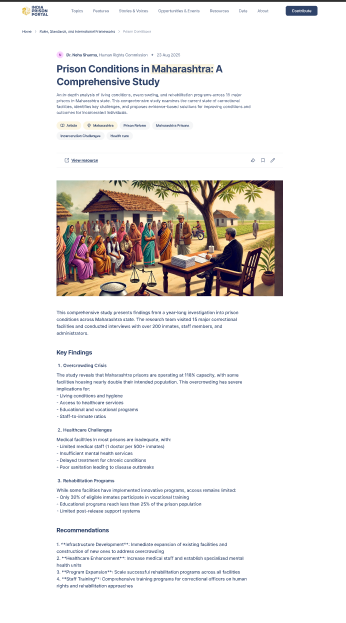 INDIA
PRISON
PORTAL
Topics Features Stories & Voices Opportunities & Events Resources Data About
Contribute
Home / Rules, Standards, and International Frameworks / Prison Conditions
Dr. Neha Sharma, Human Rights Commission • 23 Aug 2025
Prison Conditions in Maharashtra: A
Comprehensive Study
An in-depth analysis of living conditions, overcrowding, and rehabilitation programs across 15 major
prisons in Maharashtra state. This comprehensive study examines the current state of correctional
facilities, identifies key challenges, and proposes evidence-based solutions for improving conditions and
outcomes for incarcerated individuals.
Article Maharashtra Prison Reform Maharashtra Prisons
Incarceration Challenges Health care
View resource
This comprehensive study presents findings from a year-long investigation into prison
conditions across Maharashtra state. The research team visited 15 major correctional
facilities and conducted interviews with over 200 inmates, staff members, and
administrators.
Key Findings
1. Overcrowding Crisis
The study reveals that Maharashtra prisons are operating at 118% capacity, with some
facilities housing nearly double their intended population. This overcrowding has severe
implications for:
- Living conditions and hygiene
- Access to healthcare services
- Educational and vocational programs
- Staff-to-inmate ratios
2. Healthcare Challenges
Medical facilities in most prisons are inadequate, with:
- Limited medical staff (1 doctor per 500+ inmates)
- Insufficient mental health services
- Delayed treatment for chronic conditions
- Poor sanitation leading to disease outbreaks
3. Rehabilitation Programs
While some facilities have implemented innovative programs, access remains limited:
- Only 30% of eligible inmates participate in vocational training
- Educational programs reach less than 25% of the prison population
- Limited post-release support systems
Recommendations
1. **Infrastructure Development**: Immediate expansion of existing facilities and
construction of new ones to address overcrowding
2. **Healthcare Enhancement**: Increase medical staff and establish specialized mental
health units
3. **Program Expansion**: Scale successful rehabilitation programs across all facilities
4. **Staff Training**: Comprehensive training programs for correctional officers on human
rights and rehabilitation approaches